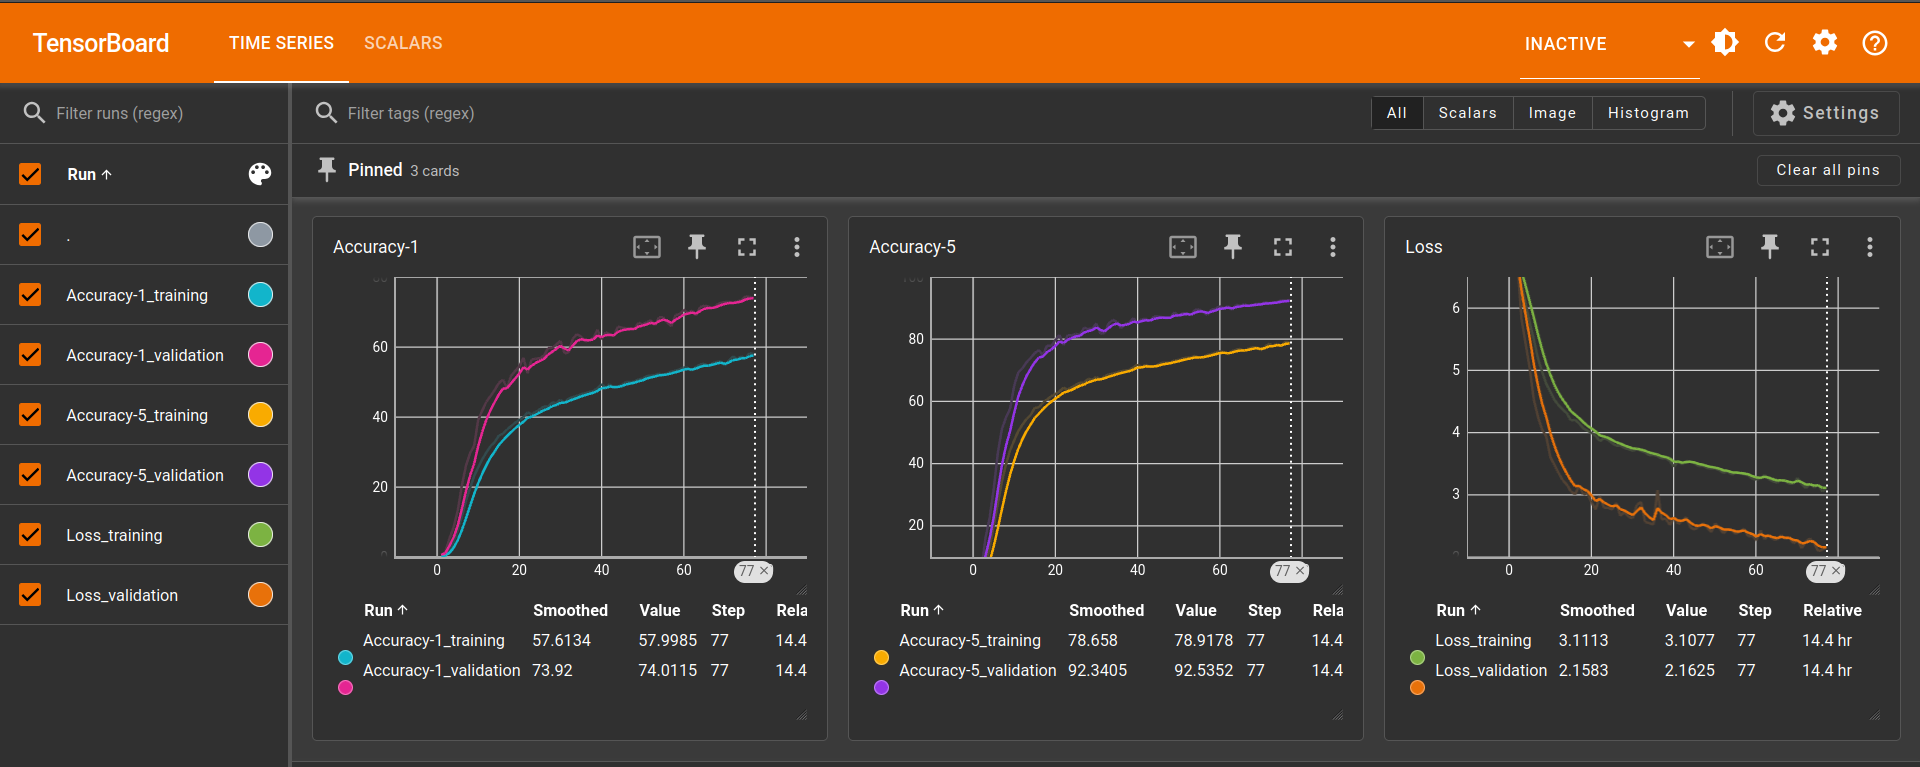 TensorBoard TIME SERIES SCALARS INACTIVE
Filter runs (regex)
Filter tags (regex) All Scalars Image Histogram Settings
Run ↑
Pinned 3 cards Clear all pins
.
Accuracy-1_training
Accuracy-1_validation
Accuracy-5_training
Accuracy-5_validation
Loss_training
Loss_validation
Accuracy-1
60
40
20
0 20 40 60 77 ×
Run ↑ Smoothed Value Step Rela
Accuracy-1_training 57.6134 57.9985 77 14.4
Accuracy-1_validation 73.92 74.0115 77 14.4
Accuracy-5
80
60
40
20
0 20 40 60 77 ×
Run ↑ Smoothed Value Step Rela
Accuracy-5_training 78.658 78.9178 77 14.4
Accuracy-5_validation 92.3405 92.5352 77 14.4
Loss
6
5
4
3
0 20 40 60 77 ×
Run ↑ Smoothed Value Step Relative
Loss_training 3.1113 3.1077 77 14.4 hr
Loss_validation 2.1583 2.1625 77 14.4 hr